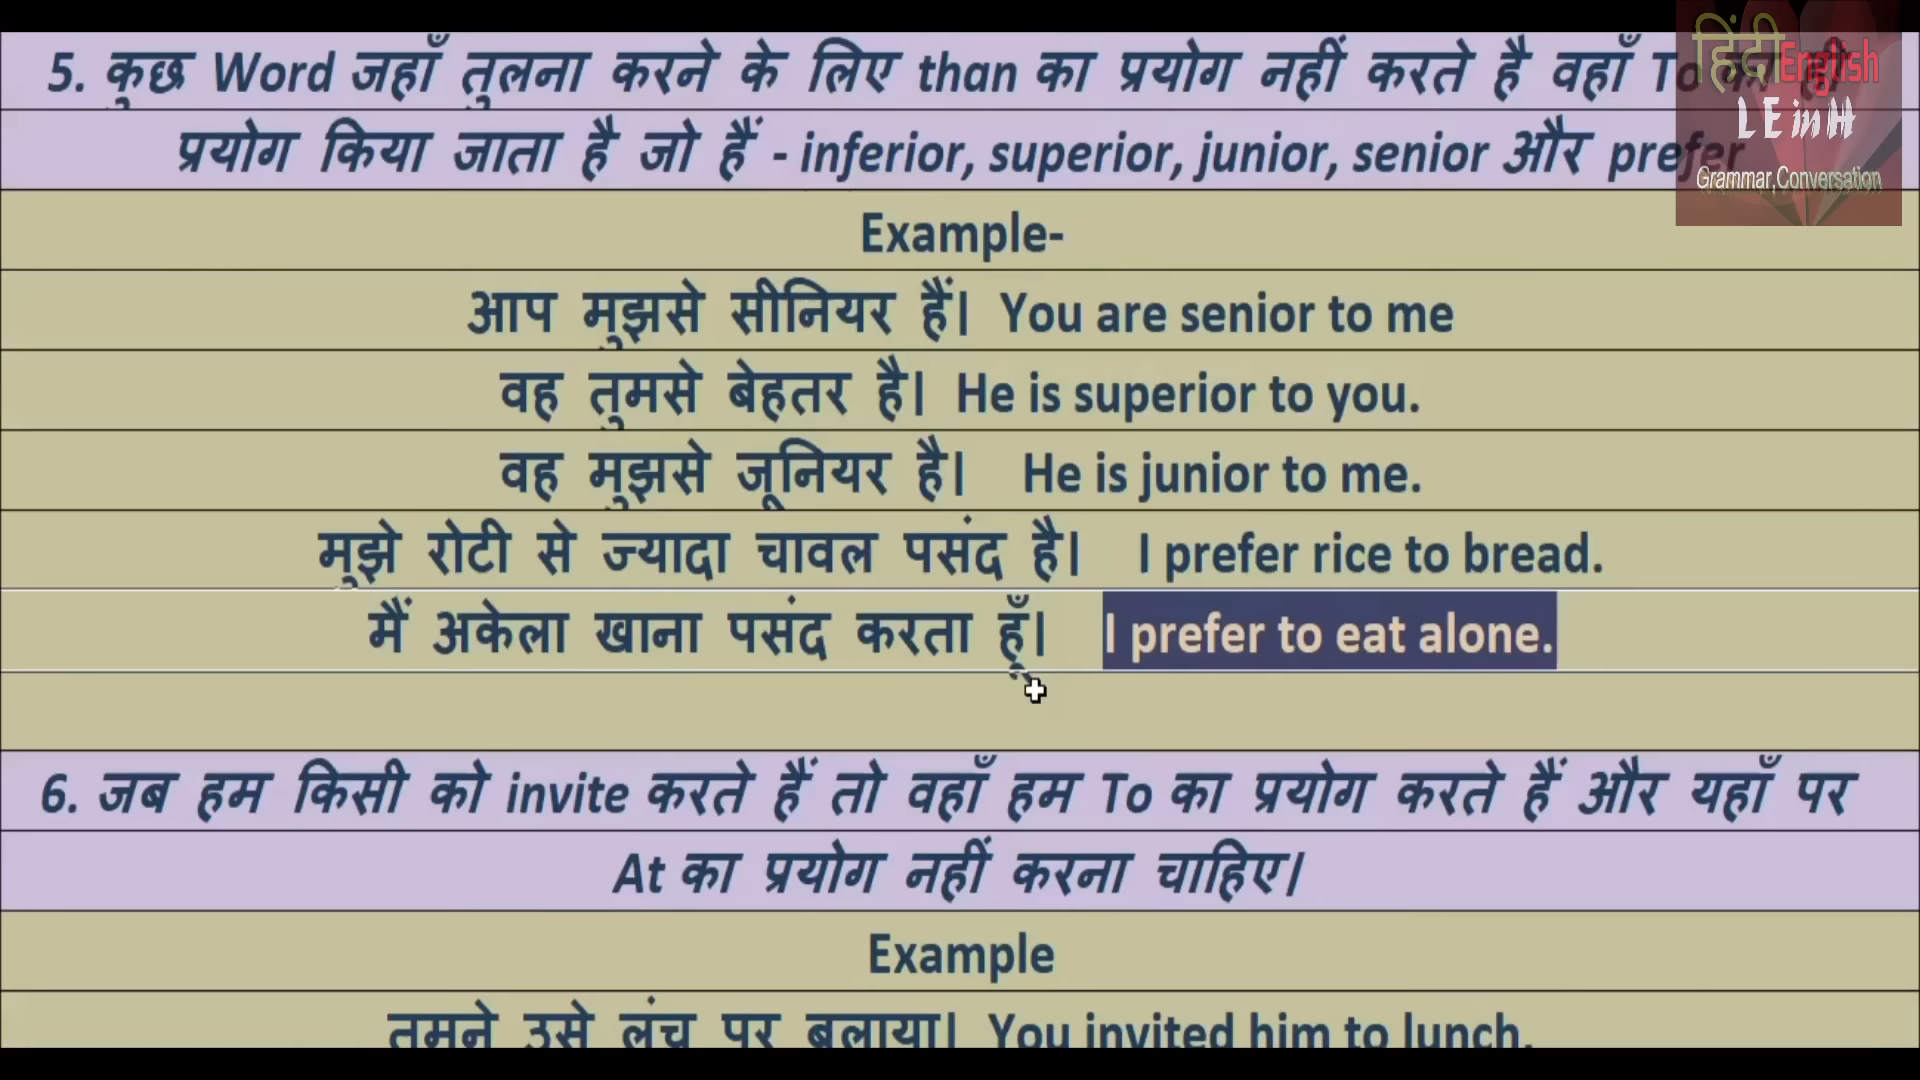 5. कुछ Word जहाँ तुलना करने के लिए than का प्रयोग नहीं करते है वहाँ To
प्रयोग किया जाता है जो हैं - inferior, superior, junior, senior और prefer
हिंदी English
LE in H
Grammar,Conversation
Example-
आप मुझसे सीनियर हैं| You are senior to me
वह तुमसे बेहतर है| He is superior to you.
वह मुझसे जूनियर है| He is junior to me.
मुझे रोटी से ज्यादा चावल पसंद है| I prefer rice to bread.
मैं अकेला खाना पसंद करता हूँ| I prefer to eat alone.
6. जब हम किसी को invite करते हैं तो वहाँ हम To का प्रयोग करते हैं और यहाँ पर
At का प्रयोग नहीं करना चाहिए|
Example
तुमने उसे लंच पर बुलाया| You invited him to lunch.